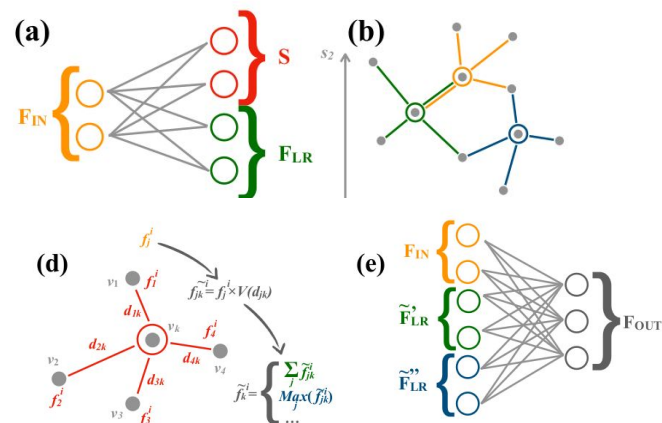 (a)
F_IN
S
F_LR
(b)
s_2
(d)
f_j^i
f̃_jk^i = f_j^i × V(d_jk)
v_1 f_1^i
d_1k
v_k
f_4^i
v_2 d_2k
d_4k v_4
f_2^i
d_3k
v_3 f_3^i
f̃_k^i = { Σ_j f̃_jk^i
Max_j(f̃_jk^i)
...
(e)
F_IN
F̃_LR'
F̃_LR''
F_OUT